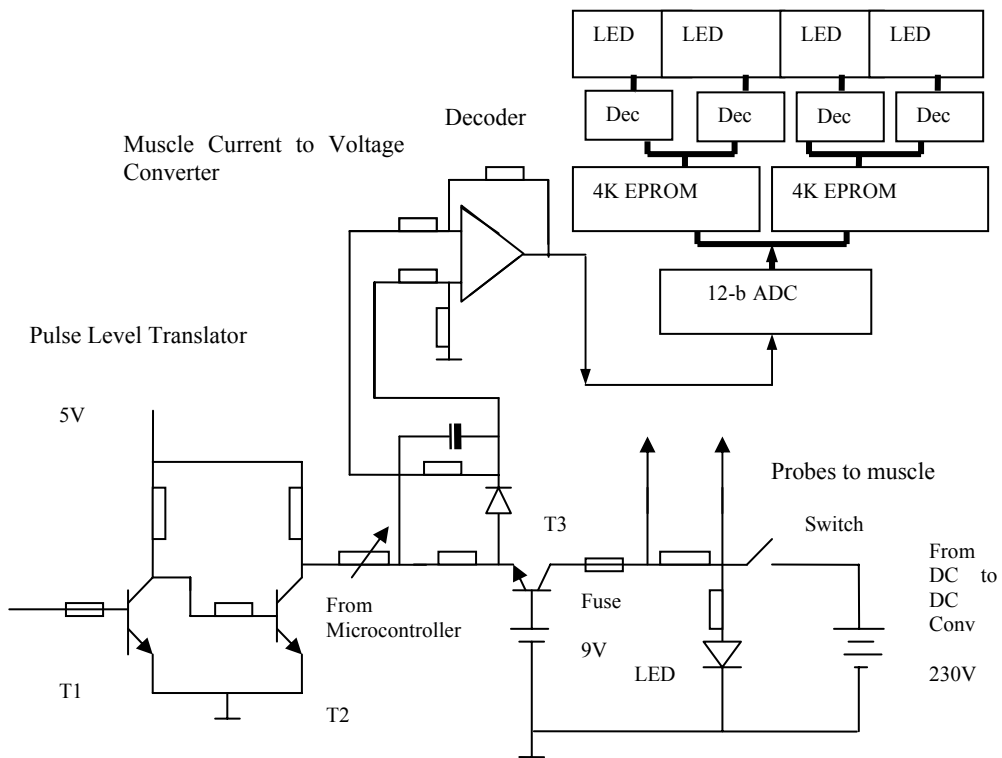 LED LED LED LED
Decoder
Dec Dec Dec Dec
Muscle Current to Voltage
Converter
4K EPROM 4K EPROM
12-b ADC
Pulse Level Translator
5V
Probes to muscle
T3
Switch
From
DC to
DC
Conv
230V
From
Microcontroller
Fuse
9V
LED
T1
T2